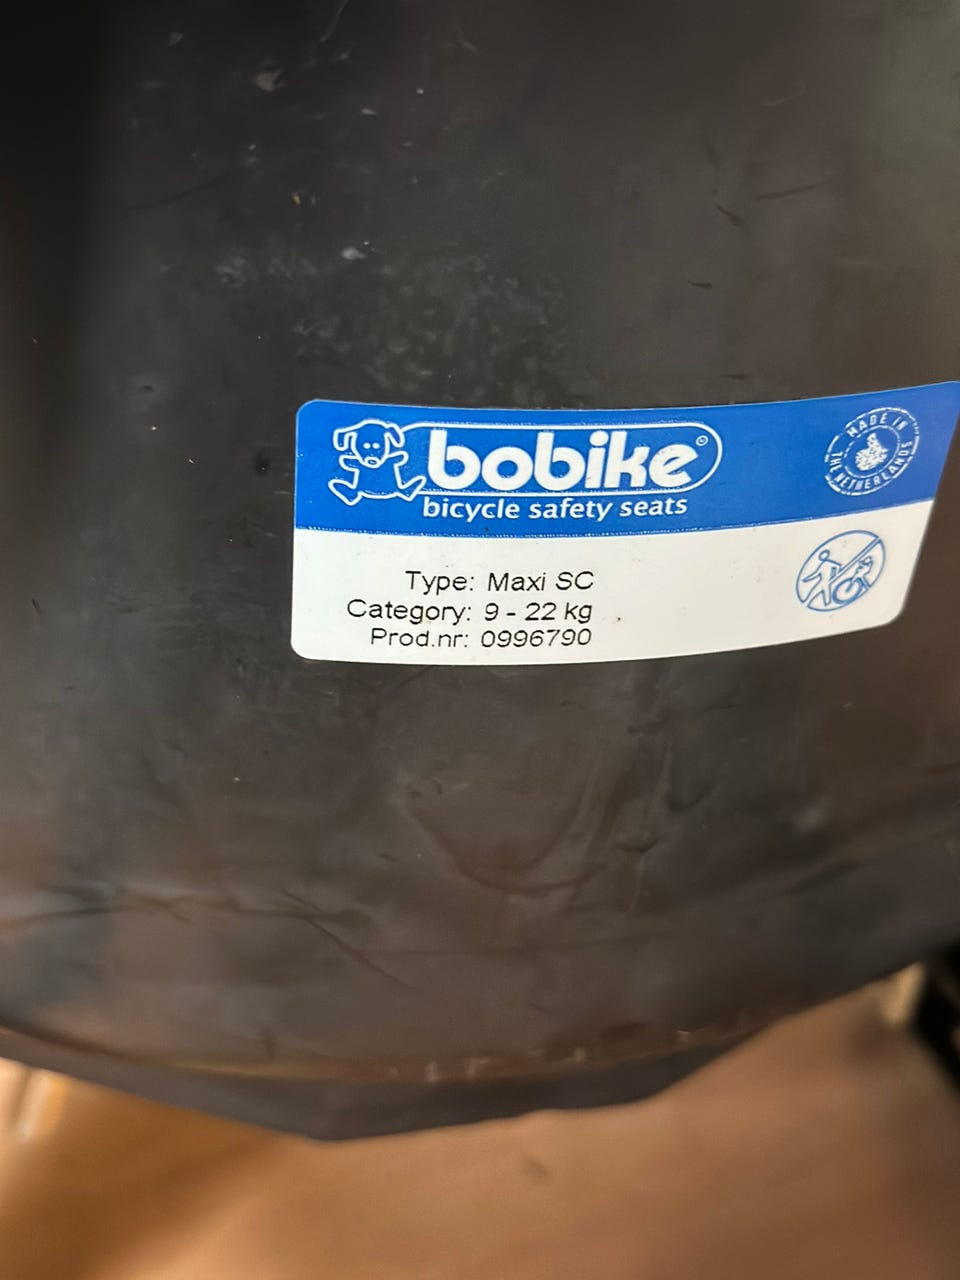 bobike®
bicycle safety seats
MADE IN
THE NETHERLANDS
Type: Maxi SC
Category: 9 - 22 kg
Prod.nr: 0996790